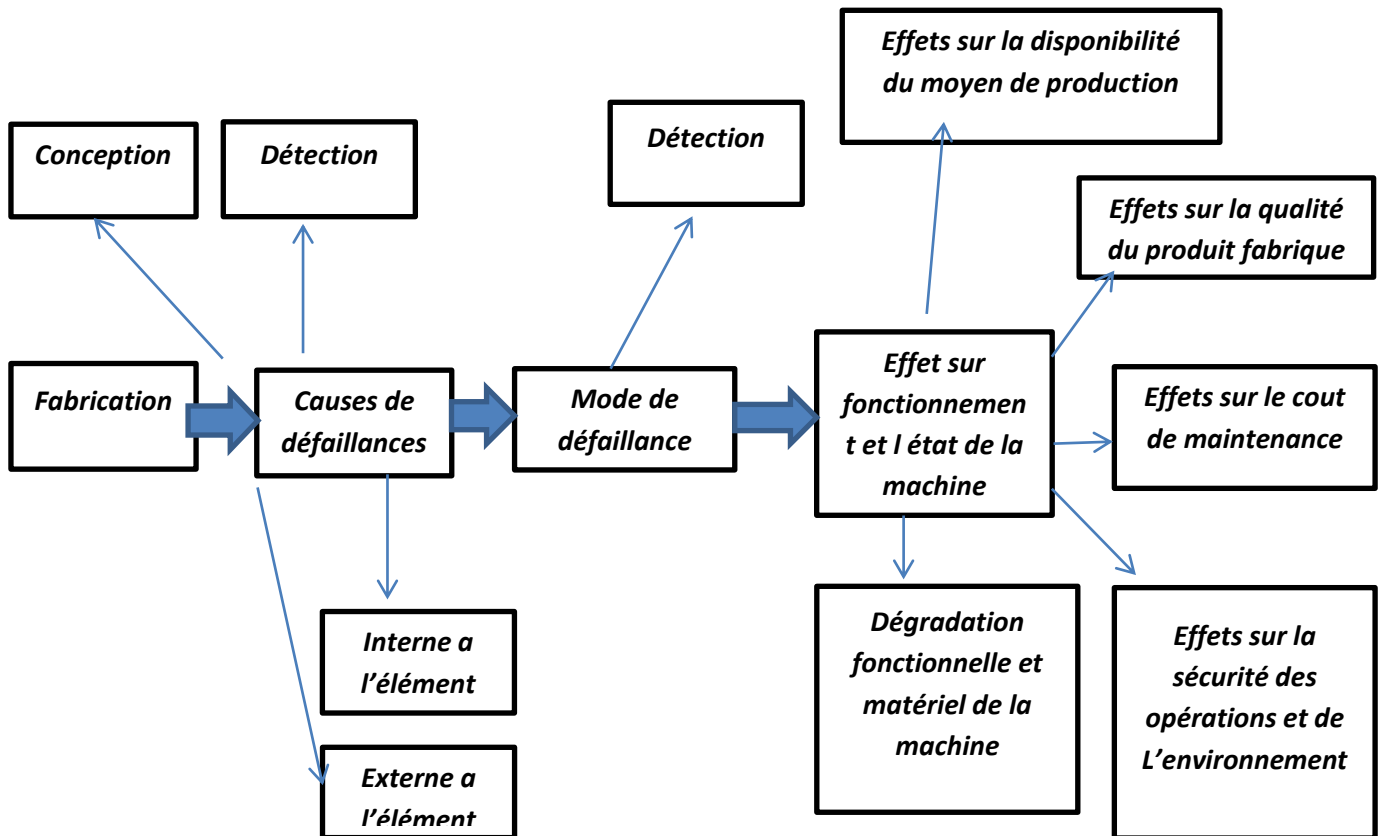 Effets sur la disponibilité
du moyen de production
Conception
Détection
Détection
Effets sur la qualité
du produit fabrique
Fabrication
Causes de
défaillances
Mode de
défaillance
Effet sur
fonctionnemen
t et l état de la
machine
Effets sur le cout
de maintenance
Interne a
l’élément
Externe a
l’élément
Dégradation
fonctionnelle et
matériel de la
machine
Effets sur la
sécurité des
opérations et de
L’environnement